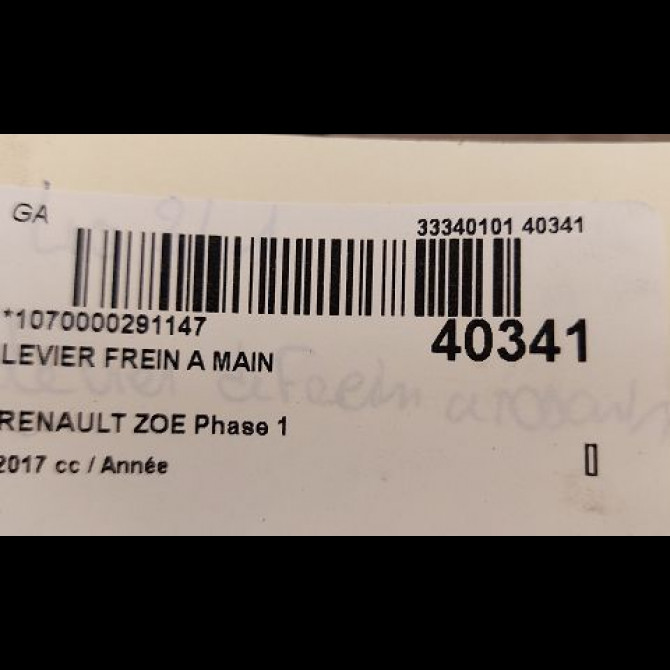 GA
33340101 40341
*1070000291147
40341
LEVIER FREIN A MAIN
RENAULT ZOE Phase 1
2017 cc / Année